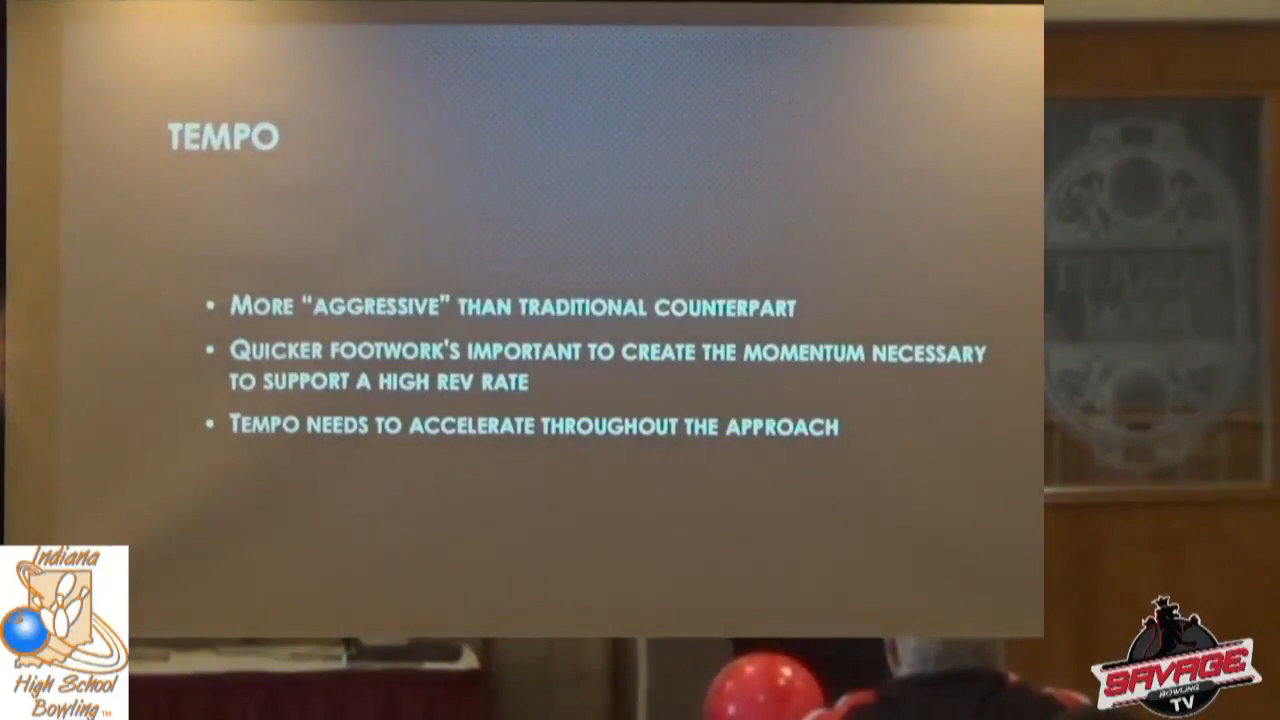 TEMPO
• MORE “AGGRESSIVE” THAN TRADITIONAL COUNTERPART
• QUICKER FOOTWORK'S IMPORTANT TO CREATE THE MOMENTUM NECESSARY
TO SUPPORT A HIGH REV RATE
• TEMPO NEEDS TO ACCELERATE THROUGHOUT THE APPROACH
Indiana
High School
Bowling™
SAVAGE
BOWLING
TV